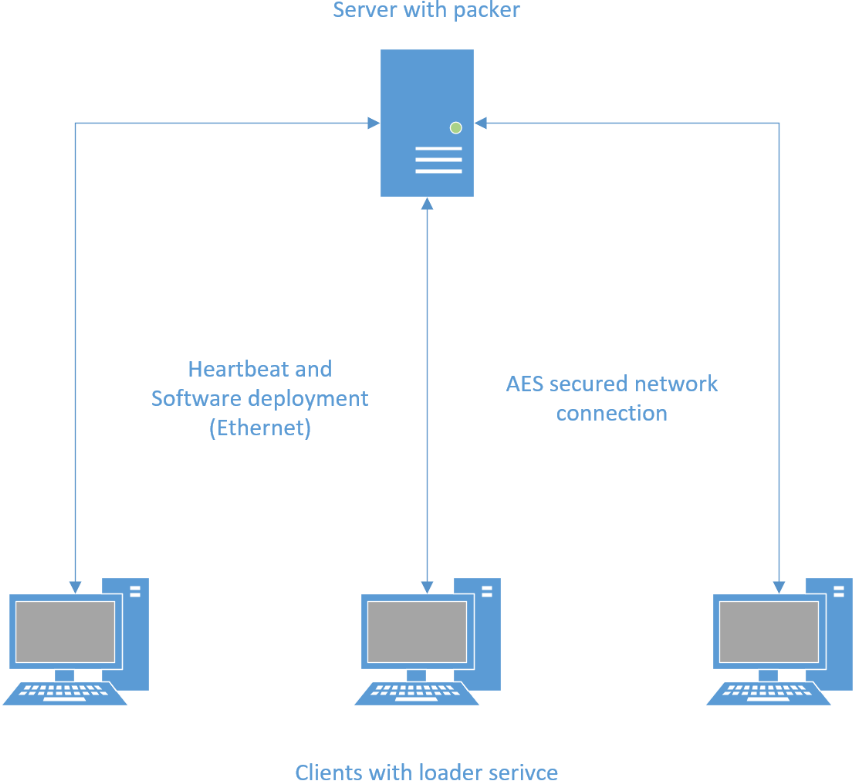 Server with packer
Heartbeat and
Software deployment
(Ethernet)
AES secured network
connection
Clients with loader serivce